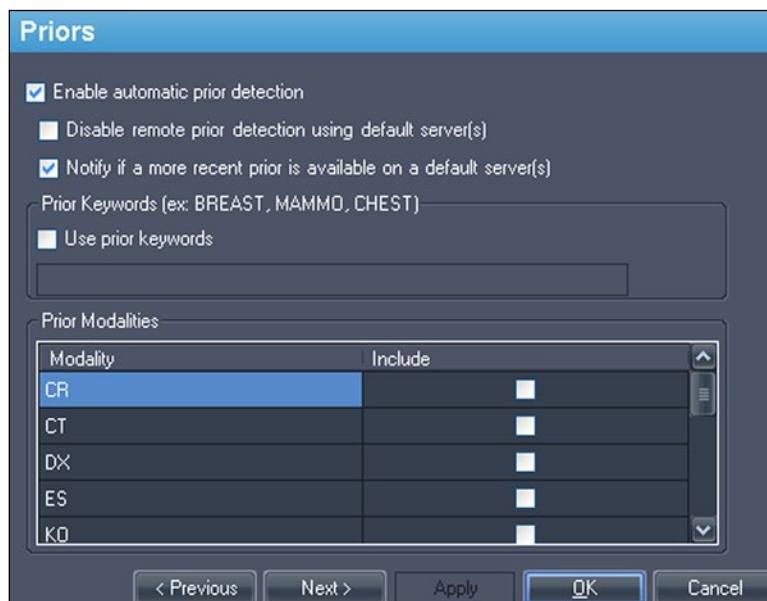 Priors
Enable automatic prior detection
Disable remote prior detection using default server(s)
Notify if a more recent prior is available on a default server(s)
Prior Keywords (ex: BREAST, MAMMO, CHEST)
Use prior keywords
Prior Modalities
Modality Include
CR
CT
DX
ES
KO
< Previous Next > Apply OK Cancel